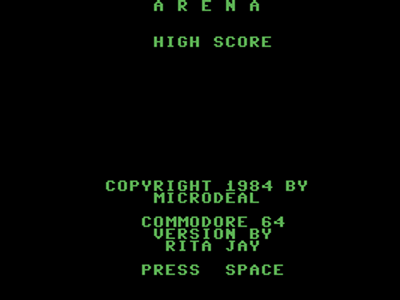 A R E N A
HIGH SCORE
COPYRIGHT 1984 BY
MICRODEAL
COMMODORE 64
VERSION BY
RITA JAY
PRESS  SPACE